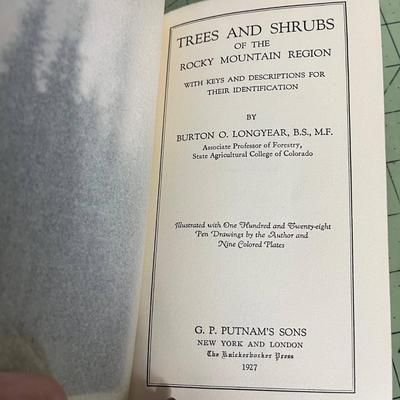 TREES AND SHRUBS
OF THE
ROCKY MOUNTAIN REGION
WITH KEYS AND DESCRIPTIONS FOR
THEIR IDENTIFICATION
BY
BURTON O. LONGYEAR, B.S., M.F.
Associate Professor of Forestry,
State Agricultural College of Colorado
Illustrated with One Hundred and Twenty-eight
Pen Drawings by the Author and
Nine Colored Plates
G. P. PUTNAM'S SONS
NEW YORK AND LONDON
The Knickerbocker Press
1927